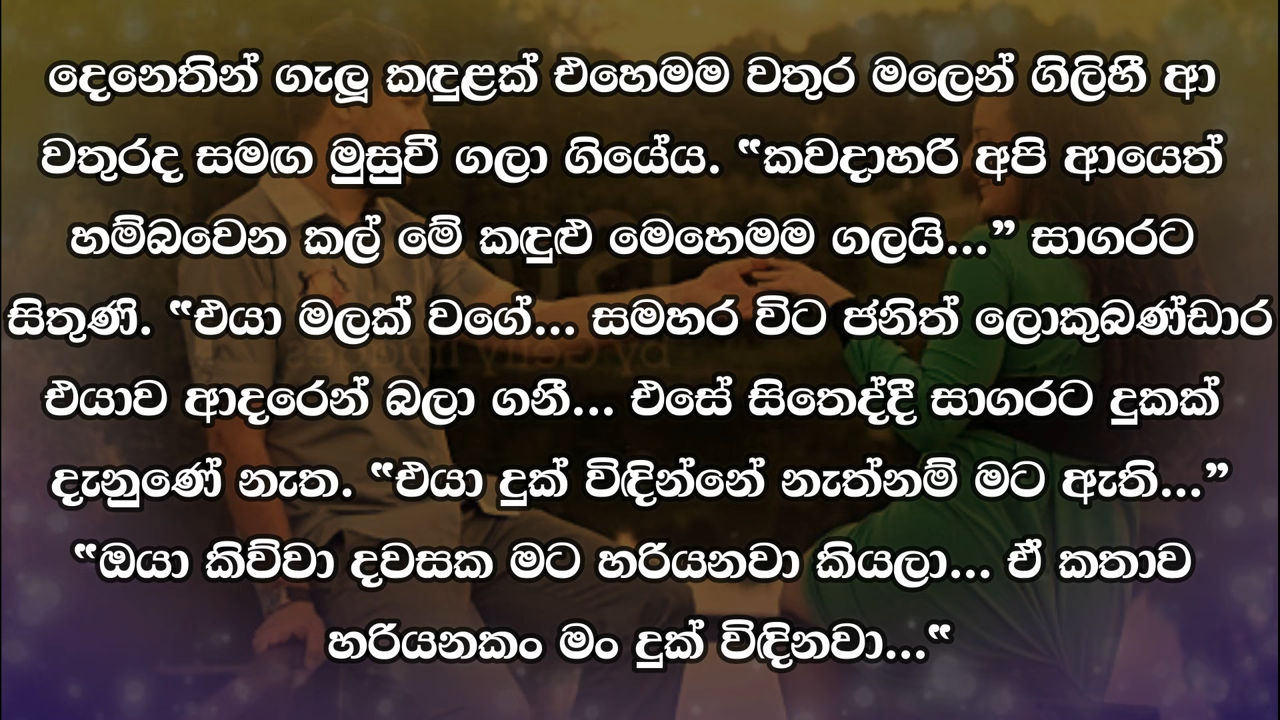 දෙනෙතින් ගැලූ කඳුළක් එහෙමම වතුර මලෙන් ගිලිහී ආ
වතුරද සමඟ මුසුවී ගලා ගියේය. “කවදාහරි අපි ආයෙත්
හම්බවෙන කල් මේ කඳුළු මෙහෙමම ගලයි...” සාගරට
සිතුණි. “එයා මලක් වගේ... සමහර විට ජනිත් ලොකුබණ්ඩාර
එයාව ආදරෙන් බලා ගනී... එසේ සිතෙද්දී සාගරට දුකක්
දැනුණේ නැත. “එයා දුක් විඳින්නේ නැත්නම් මට ඇති...”
“ඔයා කිව්වා දවසක මට හරියනවා කියලා... ඒ කතාව
හරියනකං මං දුක් විඳිනවා...“